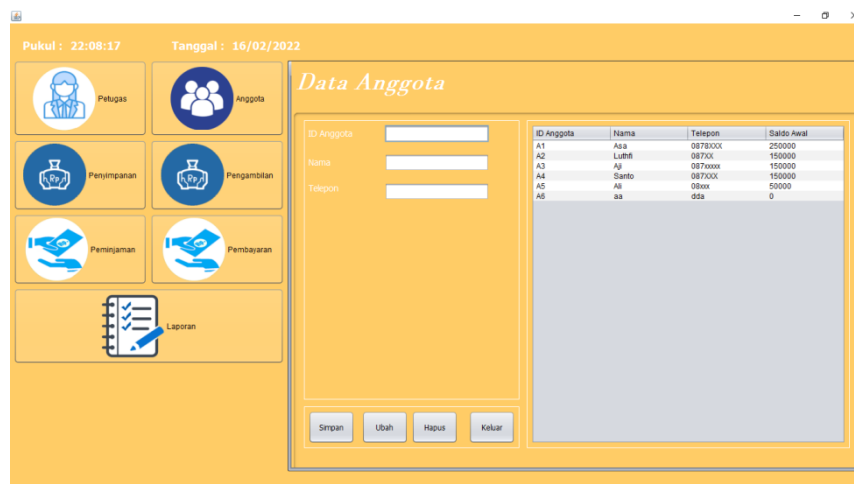 Pukul : 22:08:17 Tanggal : 16/02/2022
Petugas
Anggota
Rp
Penyimpanan
Rp
Pengambilan
Peminjaman
Pembayaran
Laporan
Data Anggota
ID Anggota
Nama
Telepon
Simpan Ubah Hapus Keluar
ID Anggota Nama Telepon Saldo Awal
A1 Asa 0878XXX 250000
A2 Luthfi 087XX 150000
A3 Aji 087xxxxx 150000
A4 Santo 087XXX 150000
A5 Ali 08xxx 50000
A6 aa dda 0